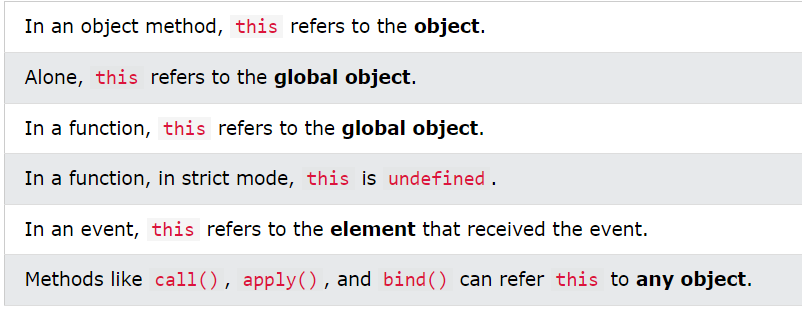 In an object method, this refers to the object.
Alone, this refers to the global object.
In a function, this refers to the global object.
In a function, in strict mode, this is undefined.
In an event, this refers to the element that received the event.
Methods like call(), apply(), and bind() can refer this to any object.